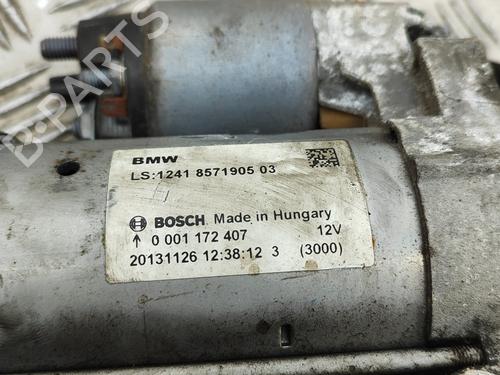 B-Parts
BMW
LS:1241 8571905 03
BOSCH Made in Hungary
↑ 0 001 172 407 12V
20131126 12:38:12 3 (3000)